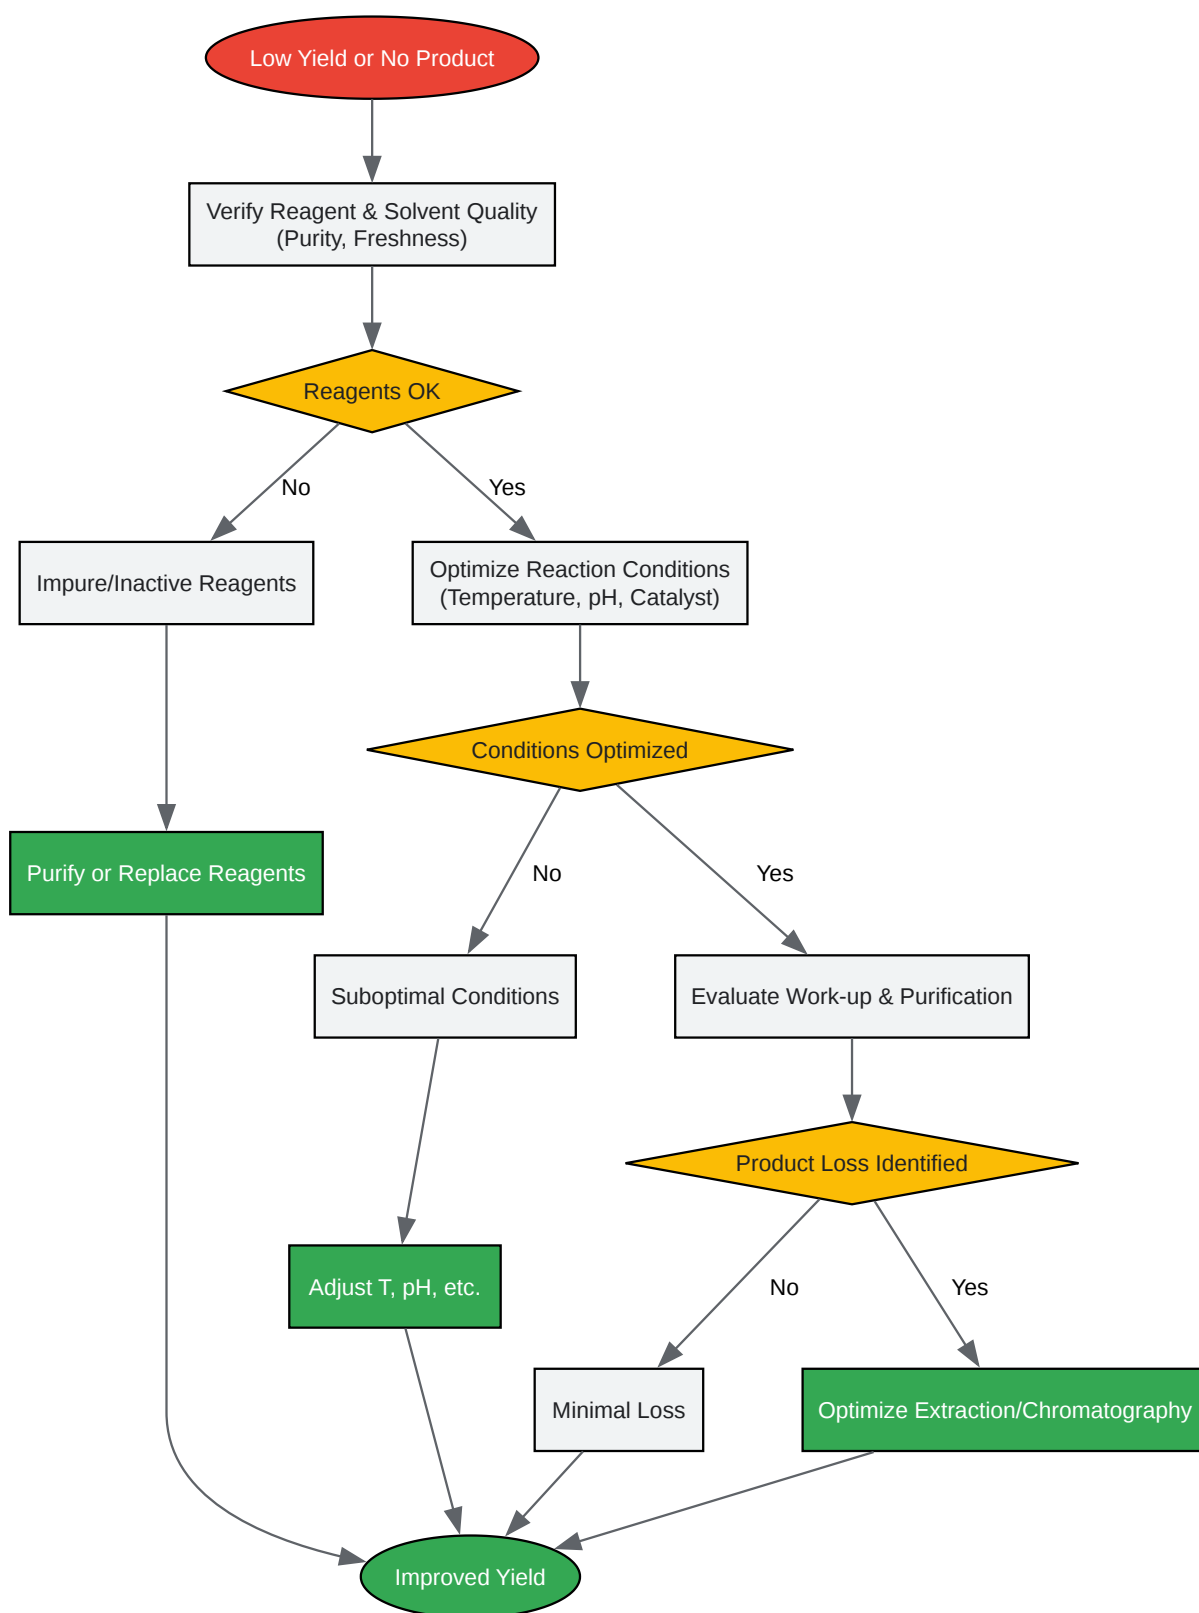 Low Yield or No Product
Verify Reagent & Solvent Quality
(Purity, Freshness)
Reagents OK
No
Yes
Impure/Inactive Reagents
Optimize Reaction Conditions
(Temperature, pH, Catalyst)
Conditions Optimized
No
Yes
Purify or Replace Reagents
Suboptimal Conditions
Evaluate Work-up & Purification
Product Loss Identified
No
Yes
Adjust T, pH, etc.
Minimal Loss
Optimize Extraction/Chromatography
Improved Yield